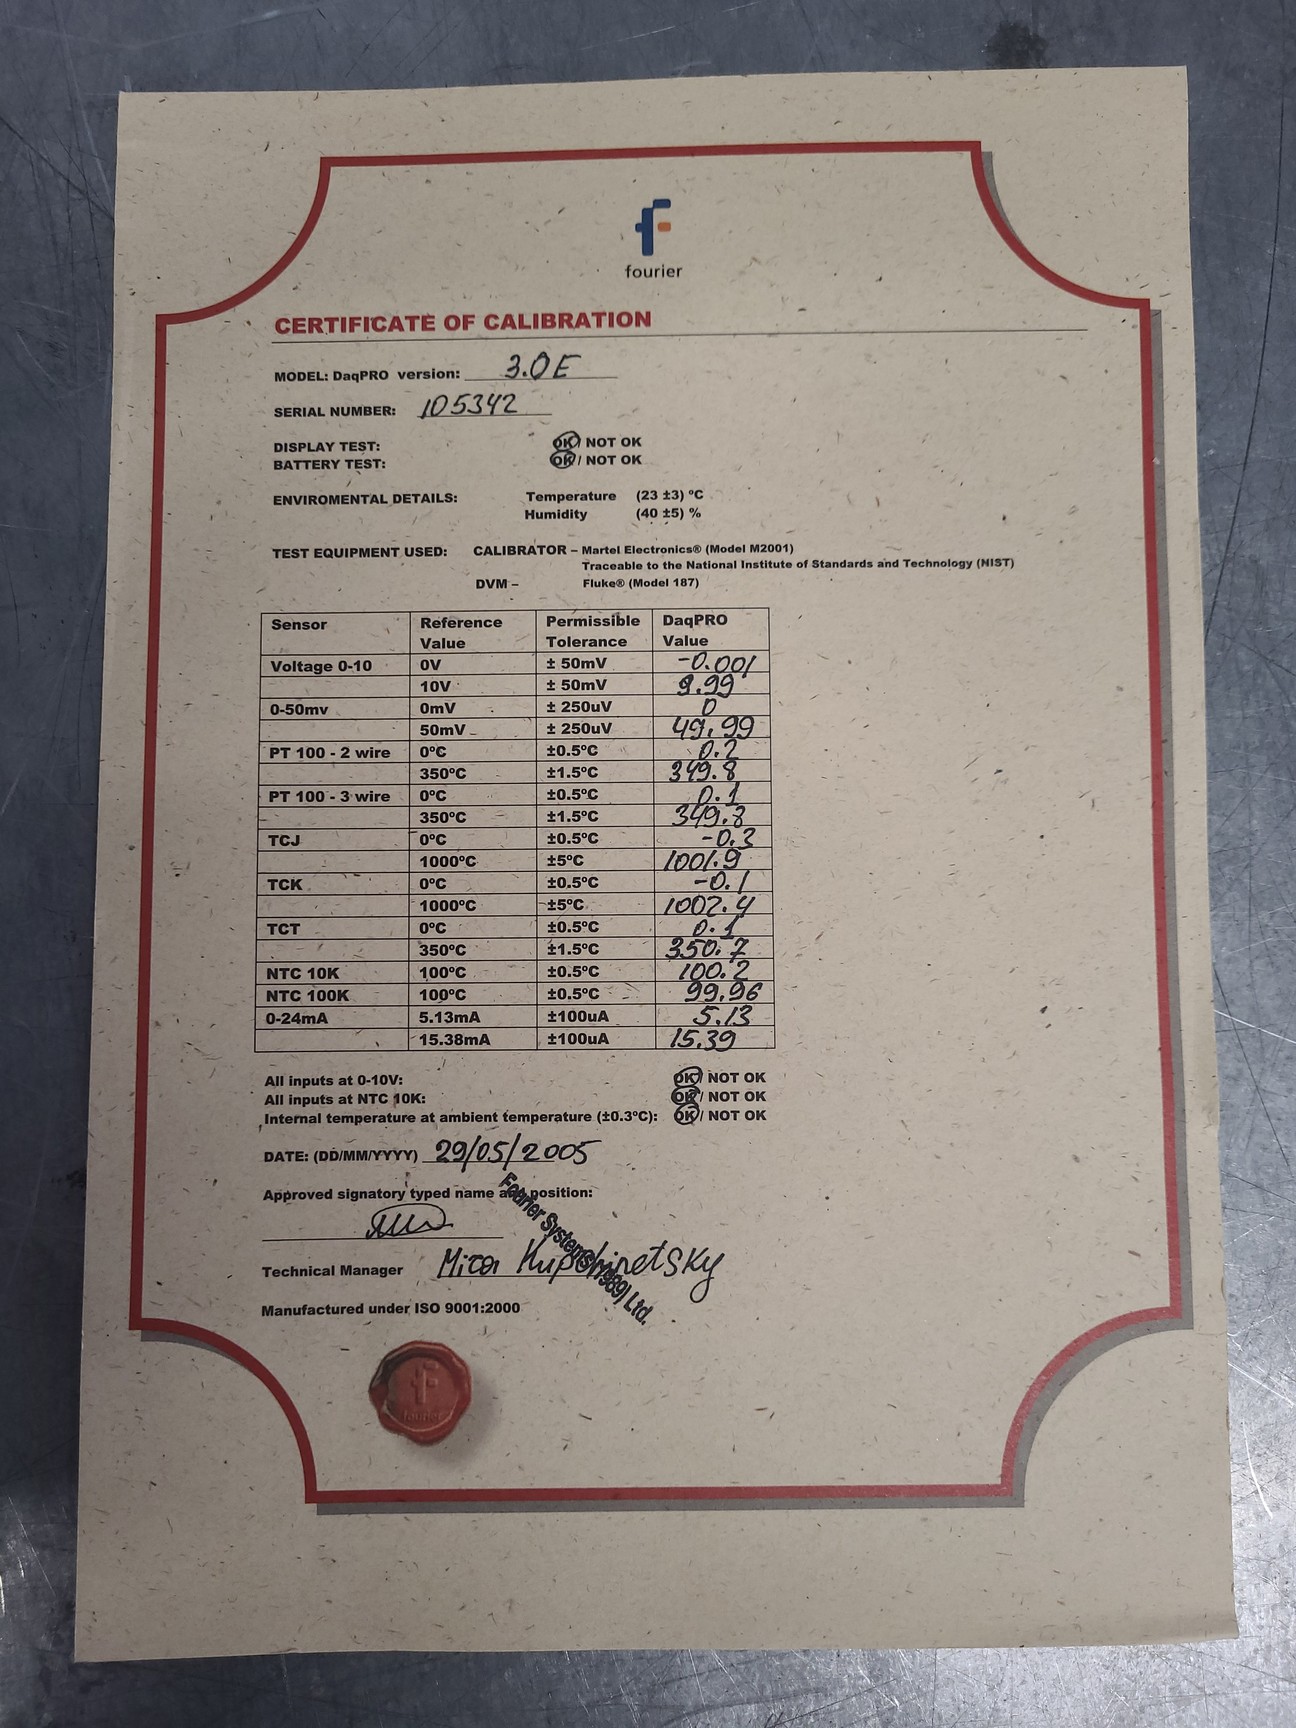 fourier
CERTIFICATE OF CALIBRATION
MODEL: DaqPRO version: 3.0E
SERIAL NUMBER: 105342
DISPLAY TEST: OK / NOT OK
BATTERY TEST: OK / NOT OK
ENVIROMENTAL DETAILS: Temperature (23 ±3) ºC
Humidity (40 ±5) %
TEST EQUIPMENT USED: CALIBRATOR – Martel Electronics® (Model M2001)
Traceable to the National Institute of Standards and Technology (NIST)
DVM – Fluke® (Model 187)
Sensor Reference Value Permissible Tolerance DaqPRO Value
Voltage 0-10 0V ± 50mV -0.001
10V ± 50mV 9.99
0-50mv 0mV ± 250uV 0
50mV ± 250uV 49.99
PT 100 - 2 wire 0ºC ±0.5ºC 0.2
350ºC ±1.5ºC 349.8
PT 100 - 3 wire 0ºC ±0.5ºC 0.1
350ºC ±1.5ºC 349.8
TCJ 0ºC ±0.5ºC -0.3
1000ºC ±5ºC 1001.9
TCK 0ºC ±0.5ºC -0.1
1000ºC ±5ºC 1002.4
TCT 0ºC ±0.5ºC 0.1
350ºC ±1.5ºC 350.7
NTC 10K 100ºC ±0.5ºC 100.2
NTC 100K 100ºC ±0.5ºC 99.96
0-24mA 5.13mA ±100uA 5.13
15.38mA ±100uA 15.39
All inputs at 0-10V: OK / NOT OK
All inputs at NTC 10K: OK / NOT OK
Internal temperature at ambient temperature (±0.3ºC): OK / NOT OK
DATE: (DD/MM/YYYY) 29/05/2005
Approved signatory typed name and position:
Fourier Systems (1989) Ltd.
Technical Manager
Manufactured under ISO 9001:2000
fourier